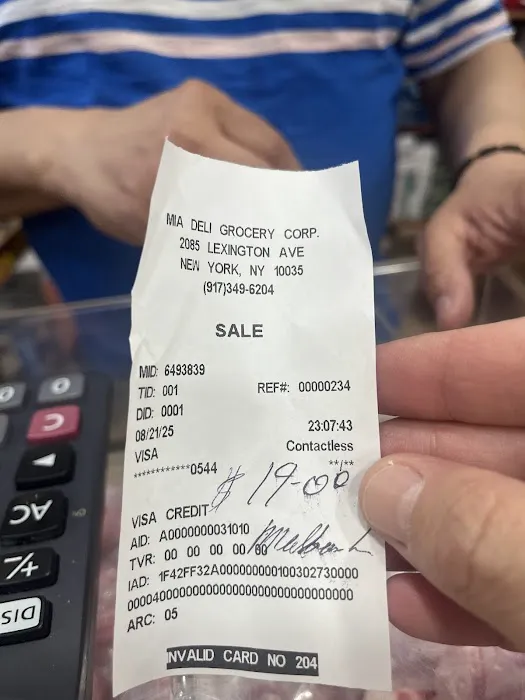 MIA DELI GROCERY CORP.
2085 LEXINGTON AVE
NEW YORK, NY 10035
(917)349-6204
SALE
MID: 6493839
TID: 001 REF#: 00000234
DID: 0001
08/21/25 23:07:43
VISA Contactless
************0544 **/**
$ 19-00
VISA CREDIT
AID: A0000000031010
TVR: 00 00 00 00 00
IAD: 1F42FF32A00000000100302730000
ARC: 05
INVALID CARD NO 204
C
AC
+/-
DIS